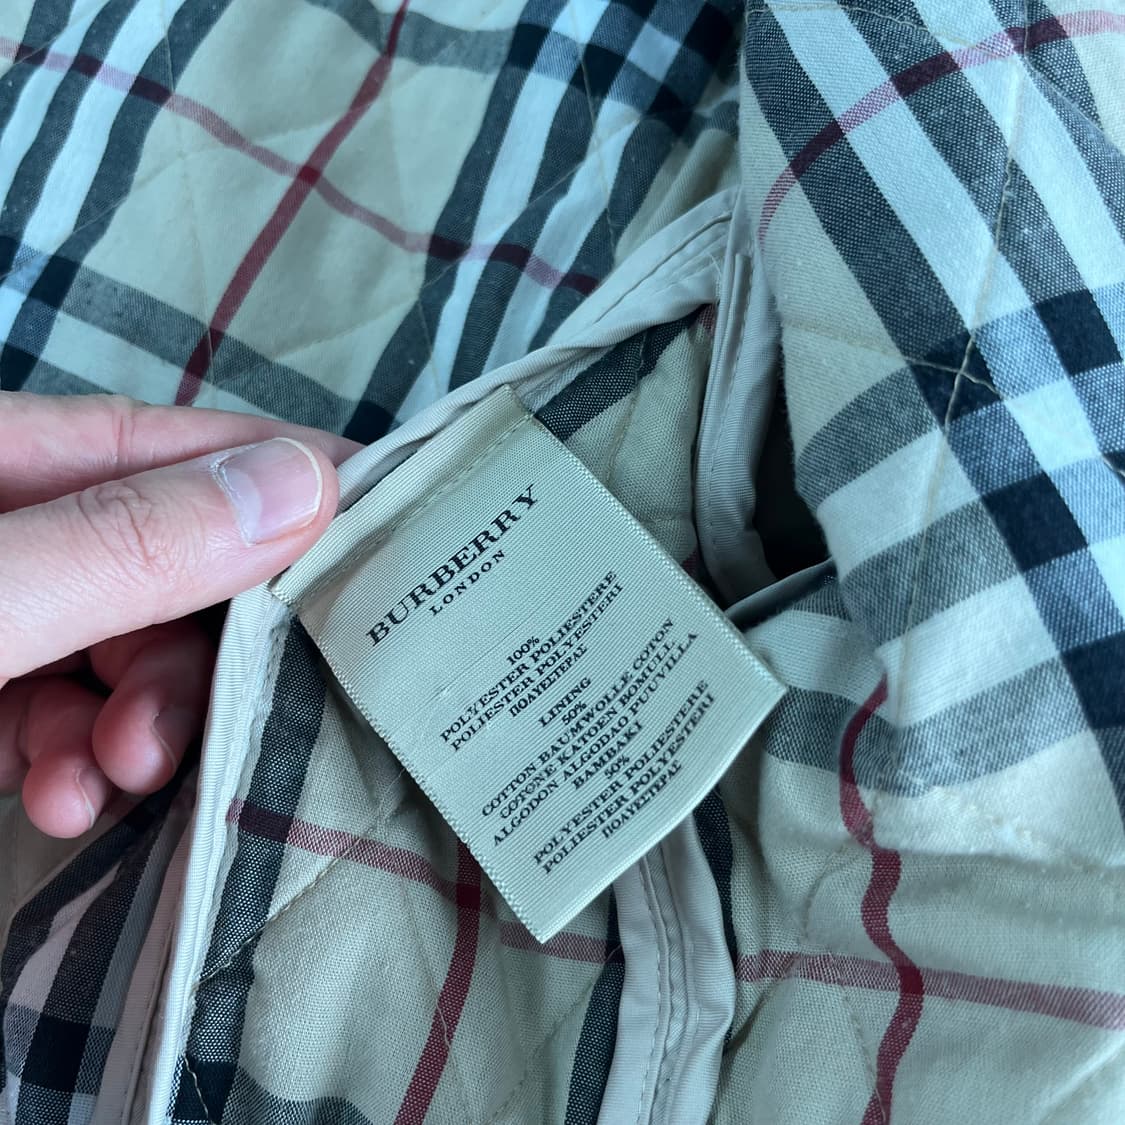 BURBERRY
LONDON
100%
POLYESTER POLIESTERE
POLIESTER POLYESTERI
ΠΟΛΥΕΣΤΕΡΑΣ
LINING
50%
COTTON BAUMWOLLE COTON
COTONE KATOEN BOMULL
ALGODON ALGODAO PUUVILLA
BAMBAKI
50%
POLYESTER POLIESTERE
POLIESTER POLYESTERI
ΠΟΛΥΕΣΤΕΡΑΣ